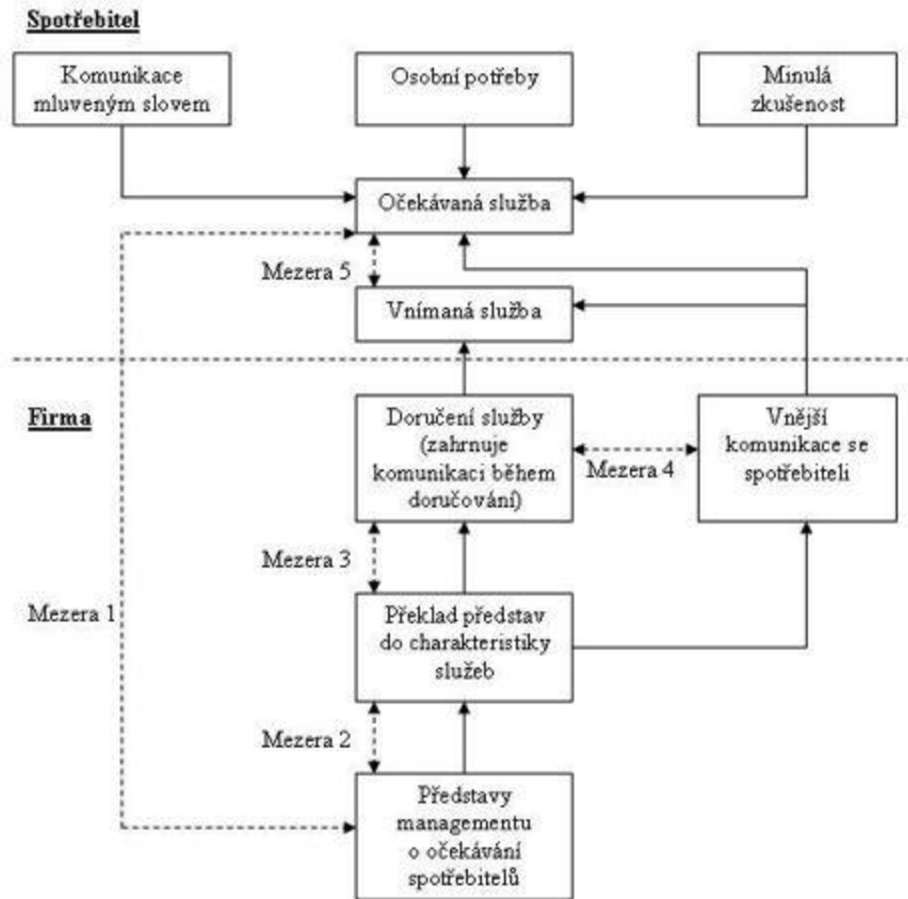 Spotřebitel
Komunikace
mluveným slovem
Osobní potřeby
Minulá
zkušenost
Očekávaná služba
Mezera 5
Vnímaná služba
Firma
Doručení služby
(zahrnuje
komunikaci během
doručování)
Mezera 4
Vnější
komunikace se
spotřebiteli
Mezera 3
Mezera 1
Překlad představ
do charakteristiky
služeb
Mezera 2
Představy
managementu
o očekávání
spotřebitelů